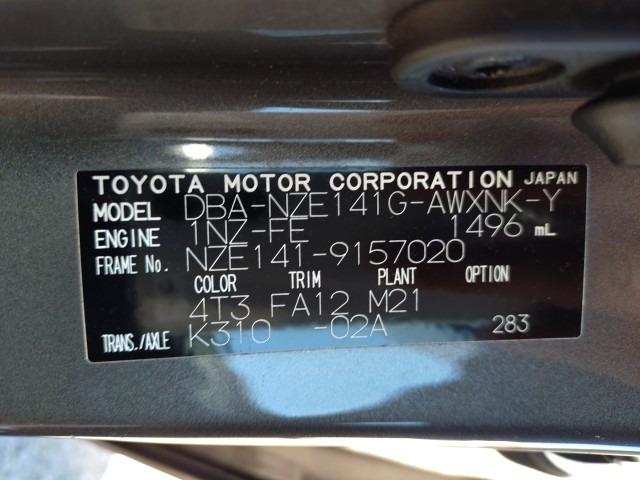 TOYOTA MOTOR CORPORATION JAPAN
MODEL DBA-NZE141G-AWXNK-Y
ENGINE 1NZ-FE 1496 mL
FRAME No. NZE141-9157020
COLOR TRIM PLANT OPTION
4T3 FA12 M21
TRANS./AXLE K310 -02A 283